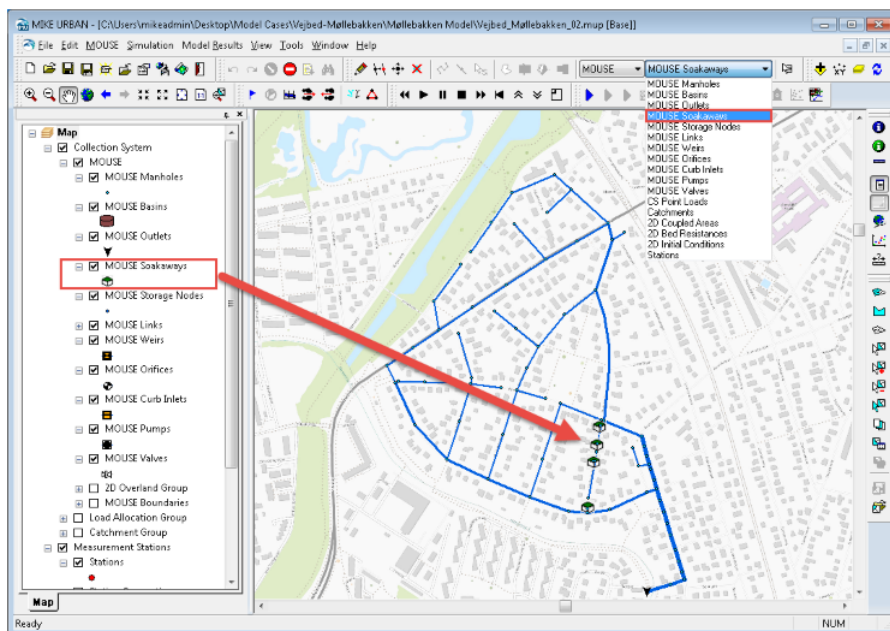 MIKE URBAN - [C:\Users\mikeadmin\Desktop\Model Cases\Vejbed-Møllebakken\Møllebakken Model\Vejbed_Møllebakken_02.mup [Base]]
File Edit MOUSE Simulation Model Results View Tools Window Help
MOUSE
MOUSE Soakaways
MOUSE Manholes
MOUSE Basins
MOUSE Outlets
MOUSE Soakaways
MOUSE Storage Nodes
MOUSE Links
MOUSE Weirs
MOUSE Orifices
MOUSE Curb Inlets
MOUSE Pumps
MOUSE Valves
CS Point Loads
Catchments
2D Coupled Areas
2D Bed Resistances
2D Initial Conditions
Stations
Map
Collection System
MOUSE
MOUSE Manholes
MOUSE Basins
MOUSE Outlets
MOUSE Soakaways
MOUSE Storage Nodes
MOUSE Links
MOUSE Weirs
MOUSE Orifices
MOUSE Curb Inlets
MOUSE Pumps
MOUSE Valves
2D Overland Group
MOUSE Boundaries
Load Allocation Group
Catchment Group
Measurement Stations
Stations
Map
Ready
NUM